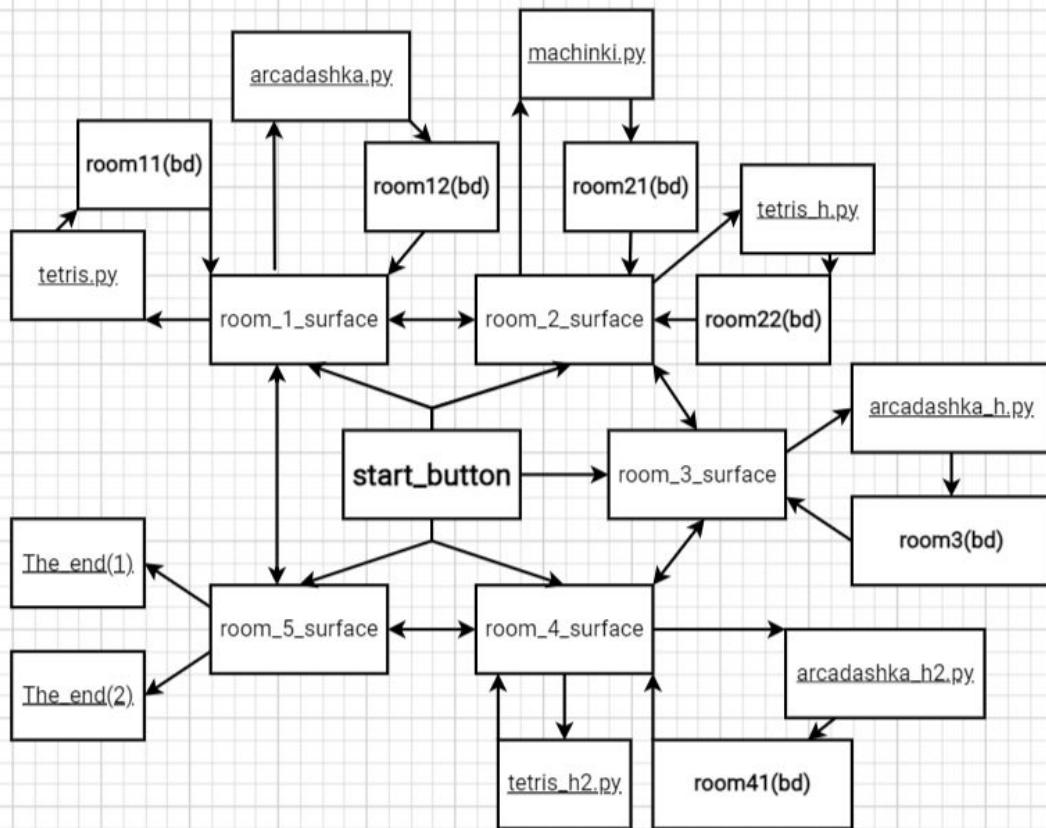 machinki.py
arcadashka.py
room11(bd)
room12(bd)
room21(bd)
tetris_h.py
tetris.py
room_1_surface
room_2_surface
room22(bd)
arcadashka_h.py
start_button
room_3_surface
room3(bd)
The_end(1)
room_5_surface
room_4_surface
arcadashka_h2.py
The_end(2)
tetris_h2.py
room41(bd)